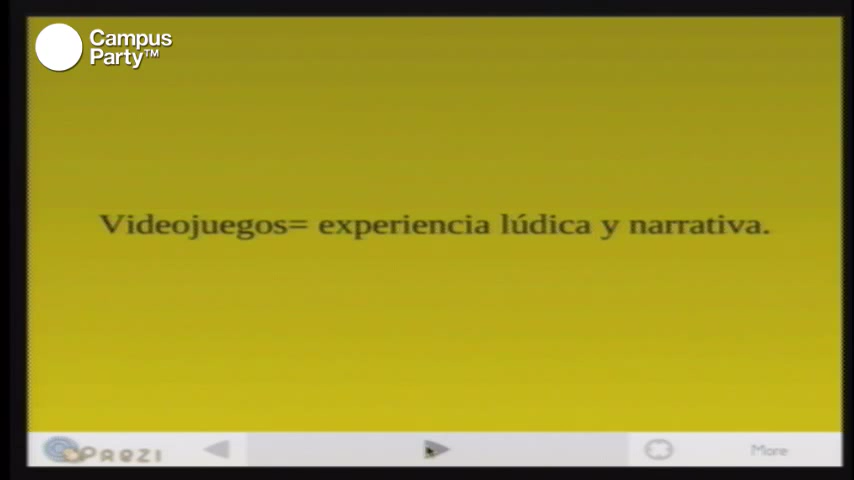 Campus
Party™
Videojuegos= experiencia lúdica y narrativa.
PREZI
More